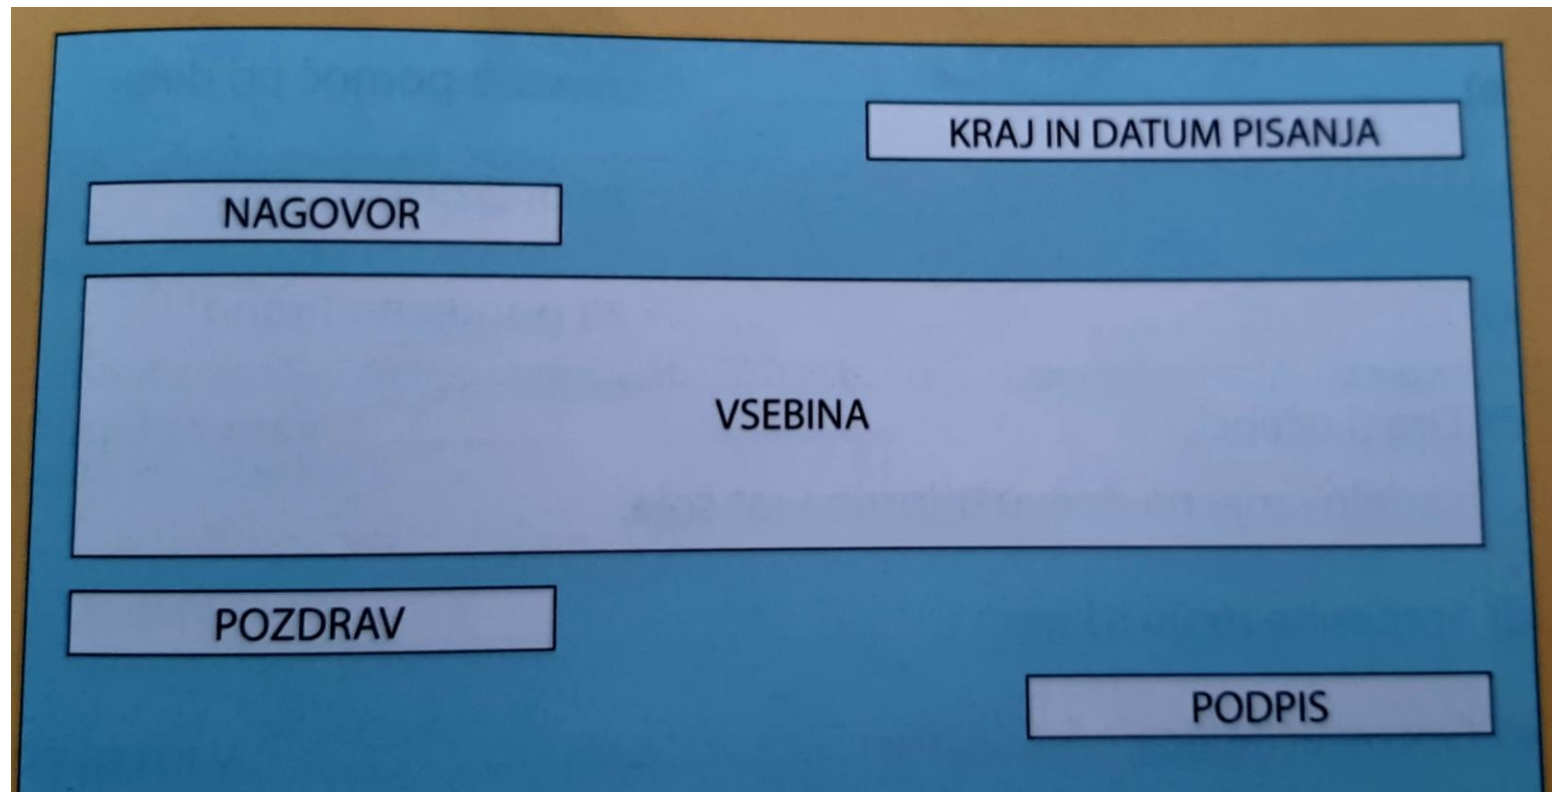 KRAJ IN DATUM PISANJA
NAGOVOR
VSEBINA
POZDRAV
PODPIS